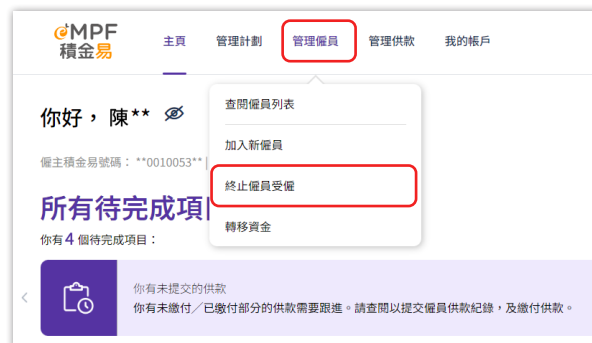 eMPF
積金易
主頁 管理計劃 管理僱員 管理供款 我的帳戶
查閱僱員列表
加入新僱員
終止僱員受僱
轉移資金
你好， 陳**
僱主積金易號碼： **0010053**
所有待完成項
你有4 個待完成項目：
你有未提交的供款
你有未繳付／已繳付部分的供款需要跟進。請查閱以提交僱員供款紀錄，及繳付供款。